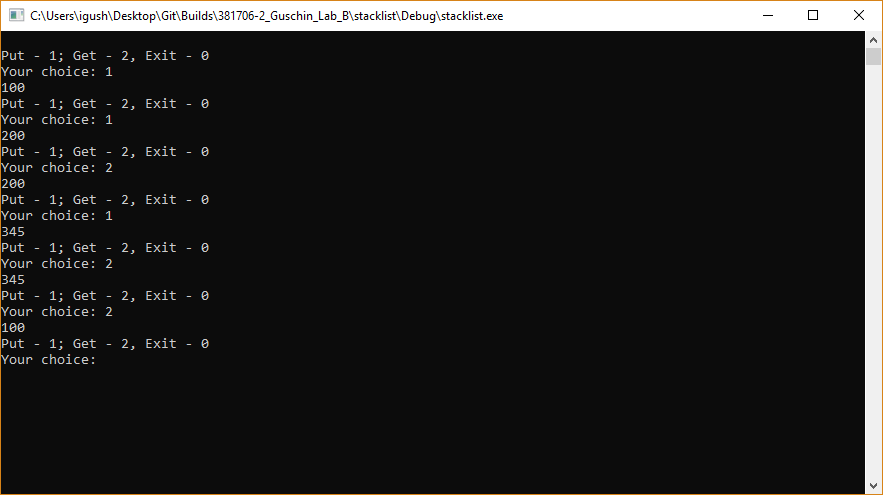 C:\Users\igush\Desktop\Git\Builds\381706-2_Guschin_Lab_B\stacklist\Debug\stacklist.exe
Put - 1; Get - 2, Exit - 0
Your choice: 1
100
Put - 1; Get - 2, Exit - 0
Your choice: 1
200
Put - 1; Get - 2, Exit - 0
Your choice: 2
200
Put - 1; Get - 2, Exit - 0
Your choice: 1
345
Put - 1; Get - 2, Exit - 0
Your choice: 2
345
Put - 1; Get - 2, Exit - 0
Your choice: 2
100
Put - 1; Get - 2, Exit - 0
Your choice: